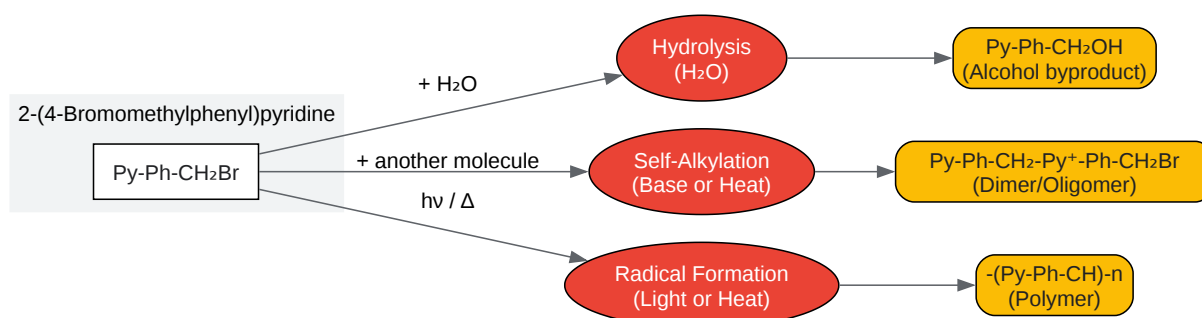 2-(4-Bromomethylphenyl)pyridine
Py-Ph-CH₂Br
+ H₂O
Hydrolysis
(H₂O)
Py-Ph-CH₂OH
(Alcohol byproduct)
+ another molecule
Self-Alkylation
(Base or Heat)
Py-Ph-CH₂-Py⁺-Ph-CH₂Br
(Dimer/Oligomer)
hν / Δ
Radical Formation
(Light or Heat)
-(Py-Ph-CH)-n
(Polymer)